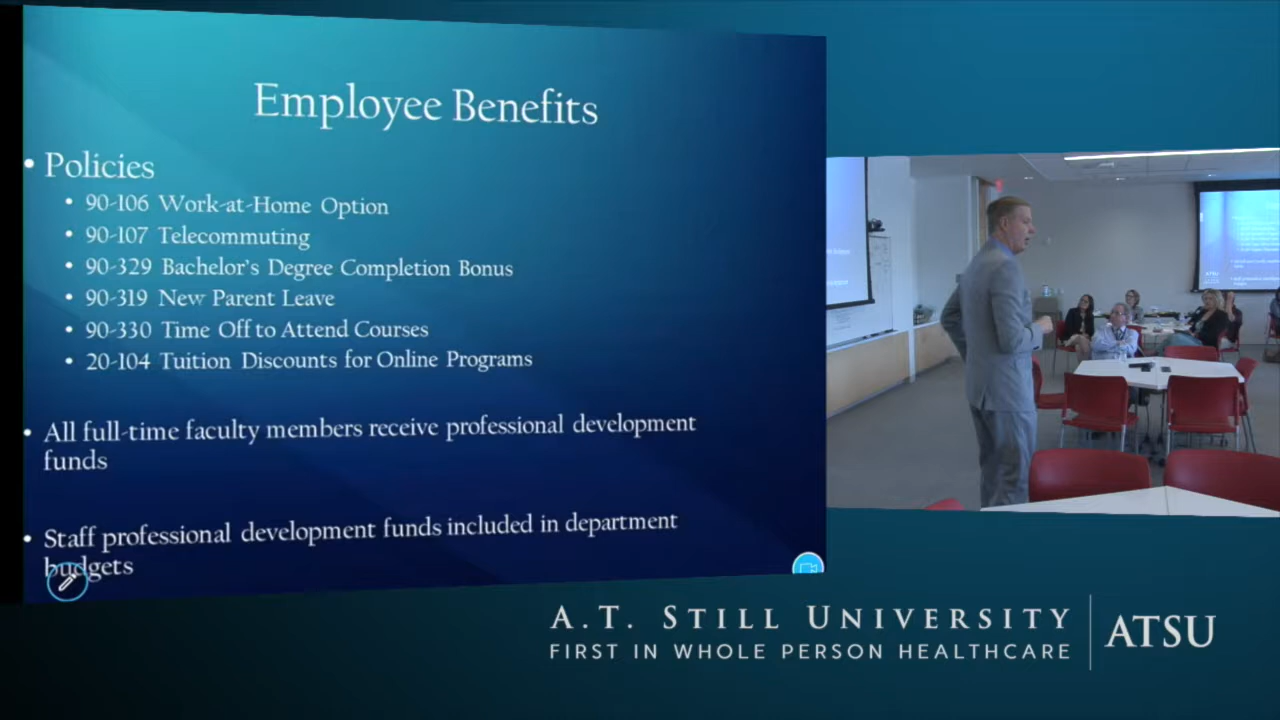 Employee Benefits
• Policies
• 90-106 Work-at-Home Option
• 90-107 Telecommuting
• 90-329 Bachelor's Degree Completion Bonus
• 90-319 New Parent Leave
• 90-330 Time Off to Attend Courses
• 20-104 Tuition Discounts for Online Programs
• All full-time faculty members receive professional development
funds
• Staff professional development funds included in department
budgets
A.T. STILL UNIVERSITY
FIRST IN WHOLE PERSON HEALTHCARE
ATSU